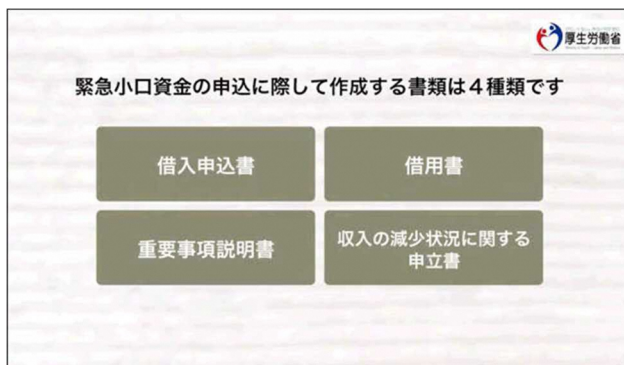 厚生労働省
緊急小口資金の申込に際して作成する書類は４種類です
借入申込書
借用書
重要事項説明書
収入の減少状況に関する
申立書